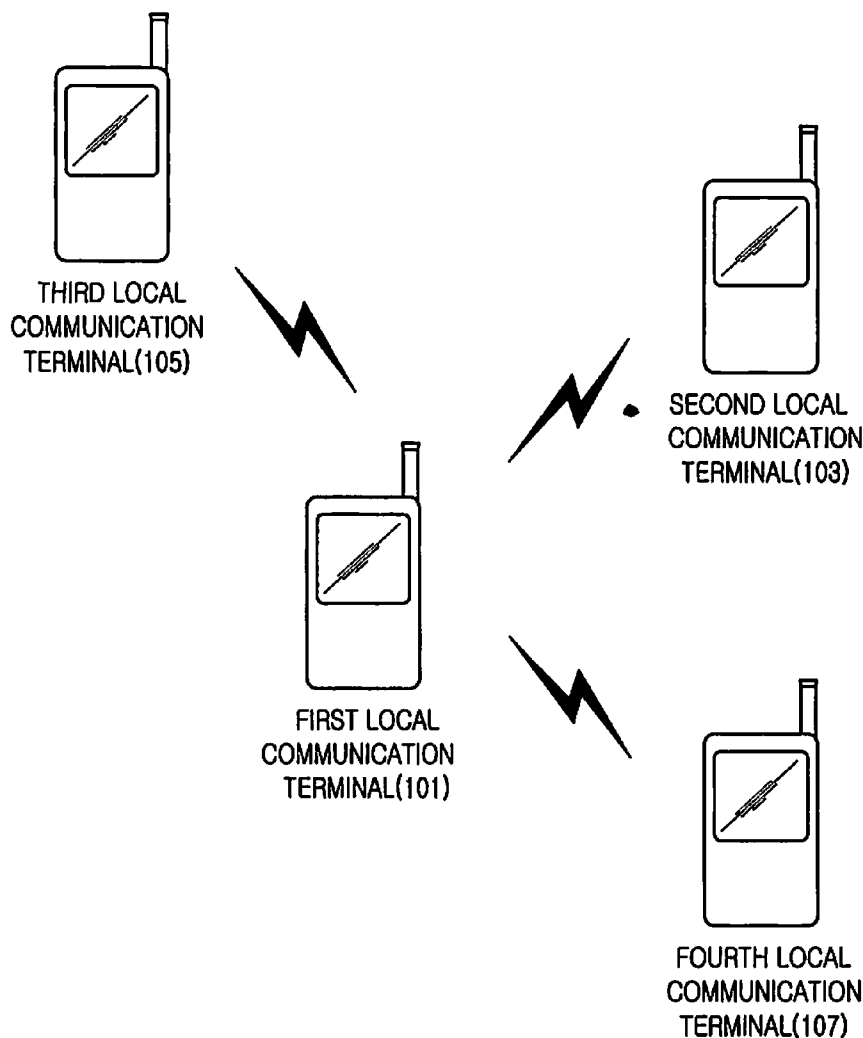 THIRD LOCAL
COMMUNICATION
TERMINAL(105)
SECOND LOCAL
COMMUNICATION
TERMINAL(103)
FIRST LOCAL
COMMUNICATION
TERMINAL(101)
FOURTH LOCAL
COMMUNICATION
TERMINAL(107)